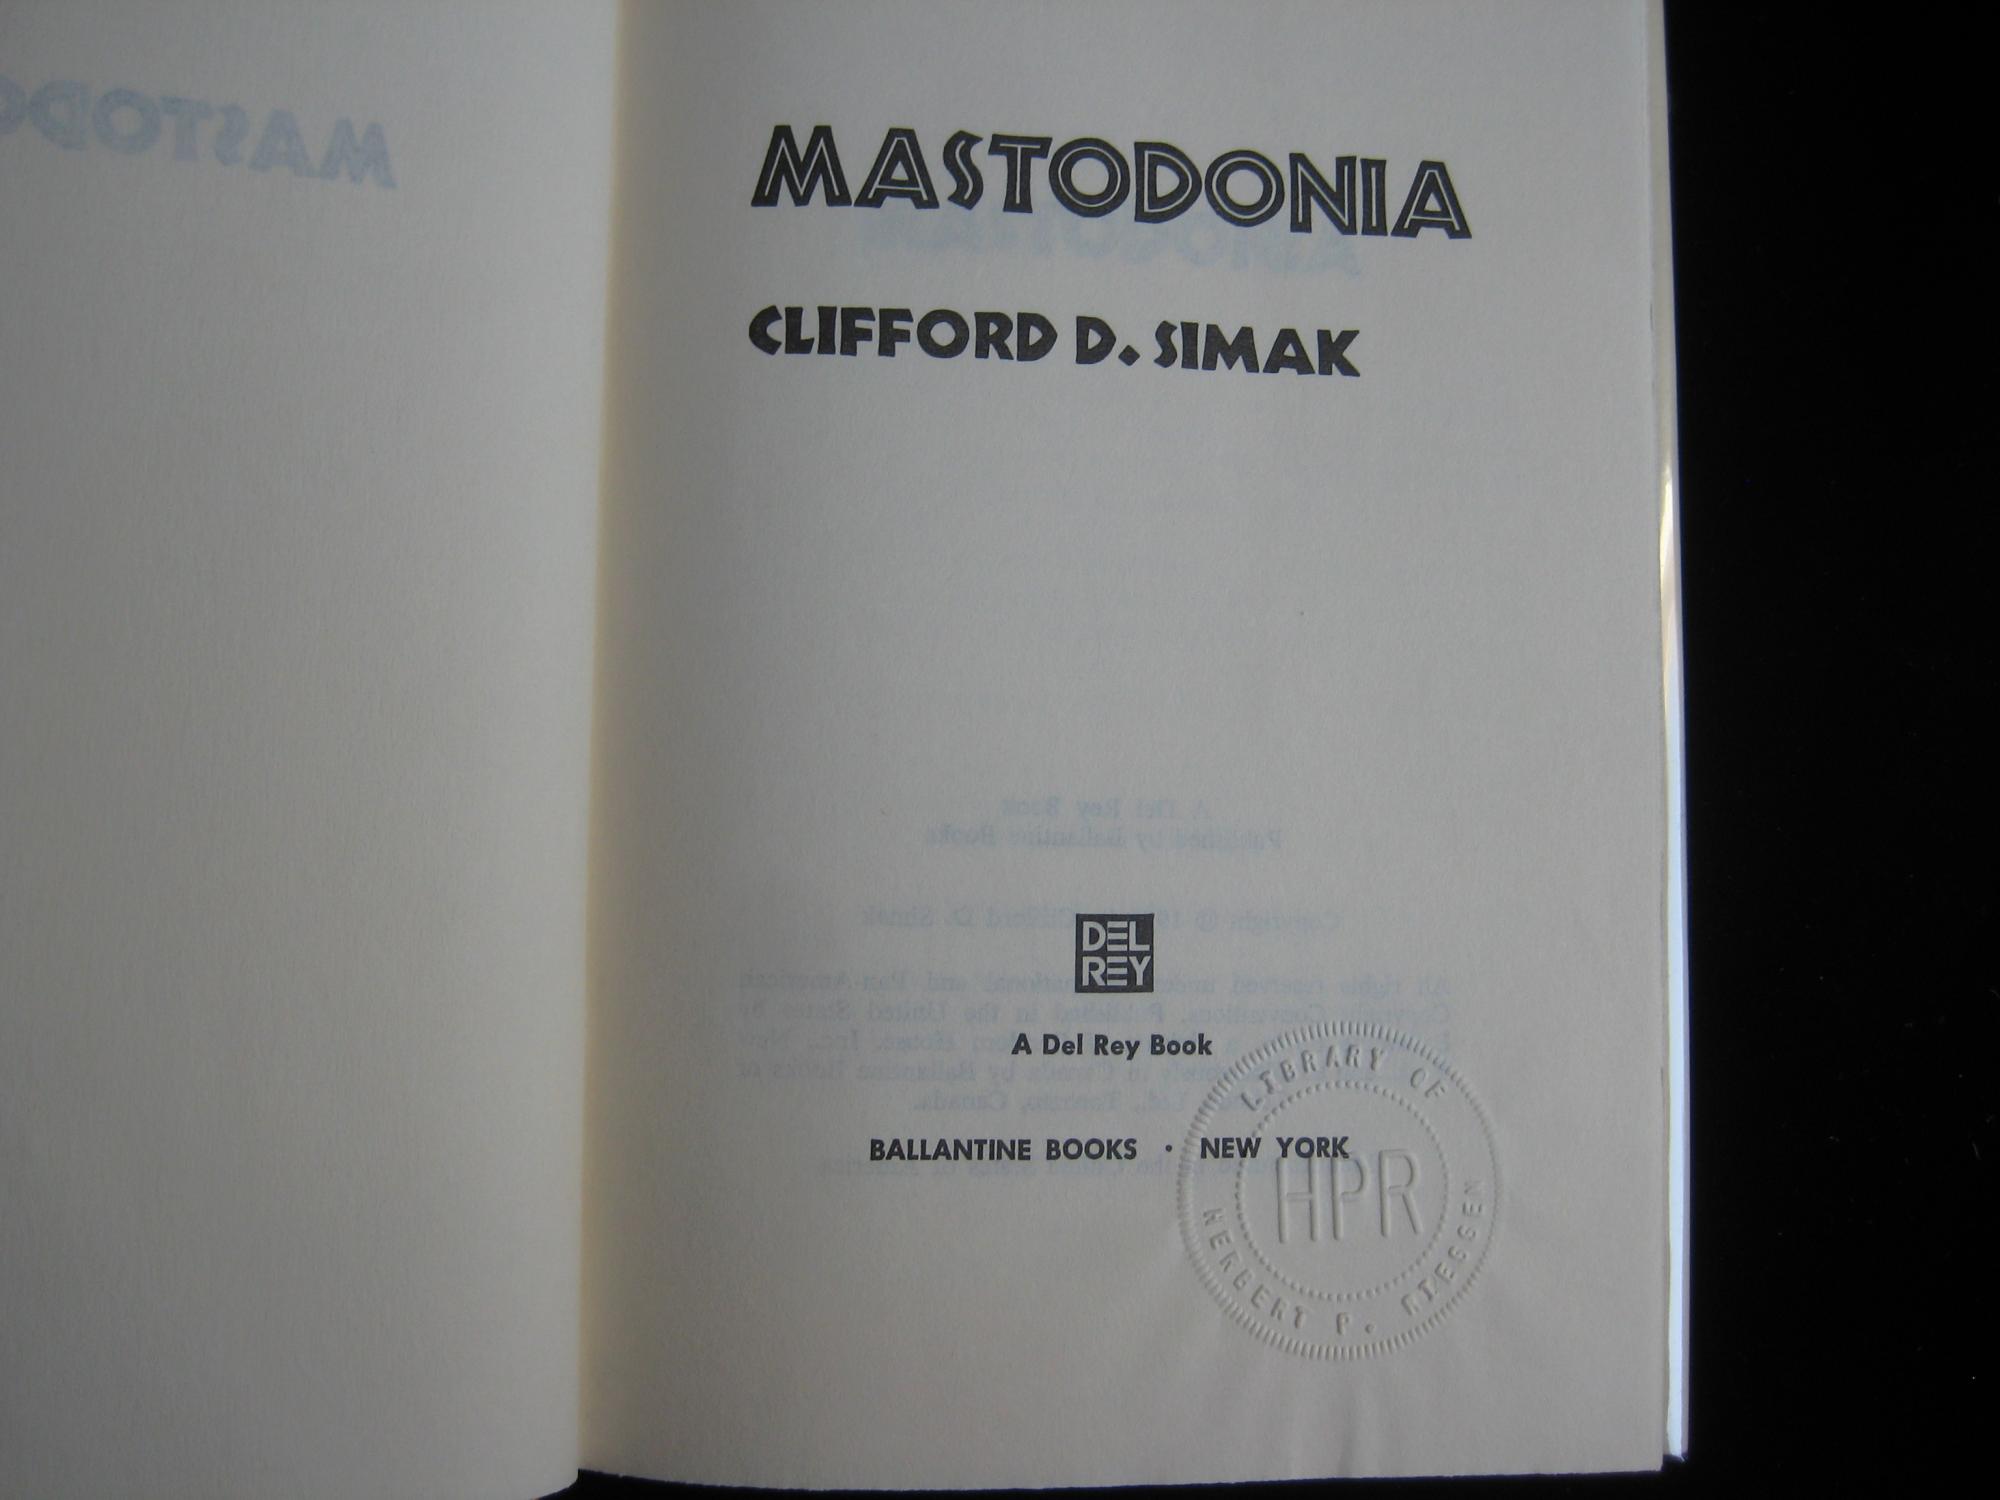 MASTODONIA
CLIFFORD D. SIMAK
DEL
REY
A Del Rey Book
BALLANTINE BOOKS · NEW YORK
LIBRARY OF
HPR
HERBERT P. RIESSEN